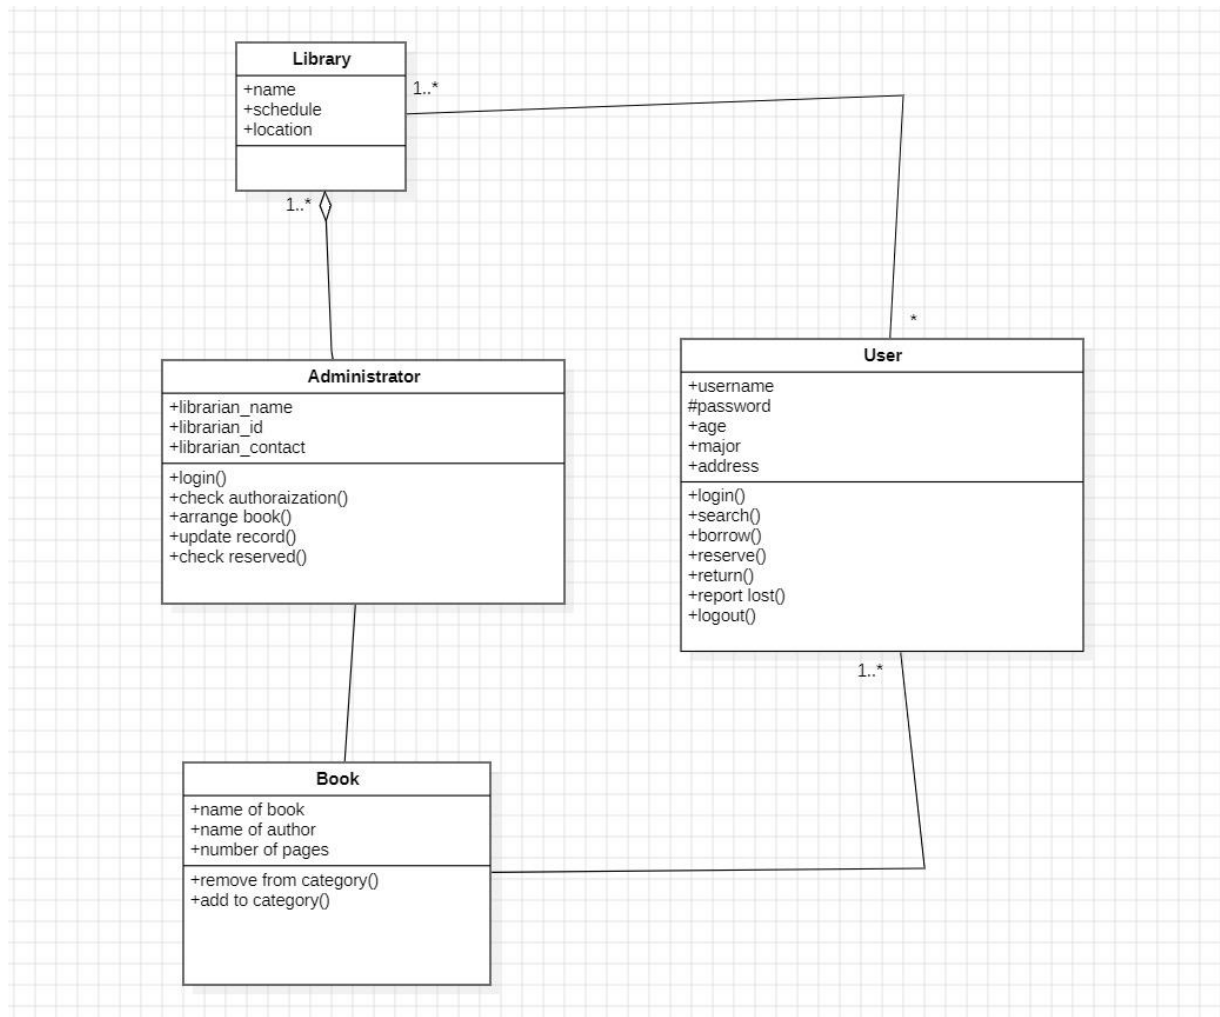 Library
+name
+schedule
+location
1..*
1..*
*
Administrator
+librarian_name
+librarian_id
+librarian_contact
+login()
+check authoraization()
+arrange book()
+update record()
+check reserved()
User
+username
#password
+age
+major
+address
+login()
+search()
+borrow()
+reserve()
+return()
+report lost()
+logout()
1..*
Book
+name of book
+name of author
+number of pages
+remove from category()
+add to category()